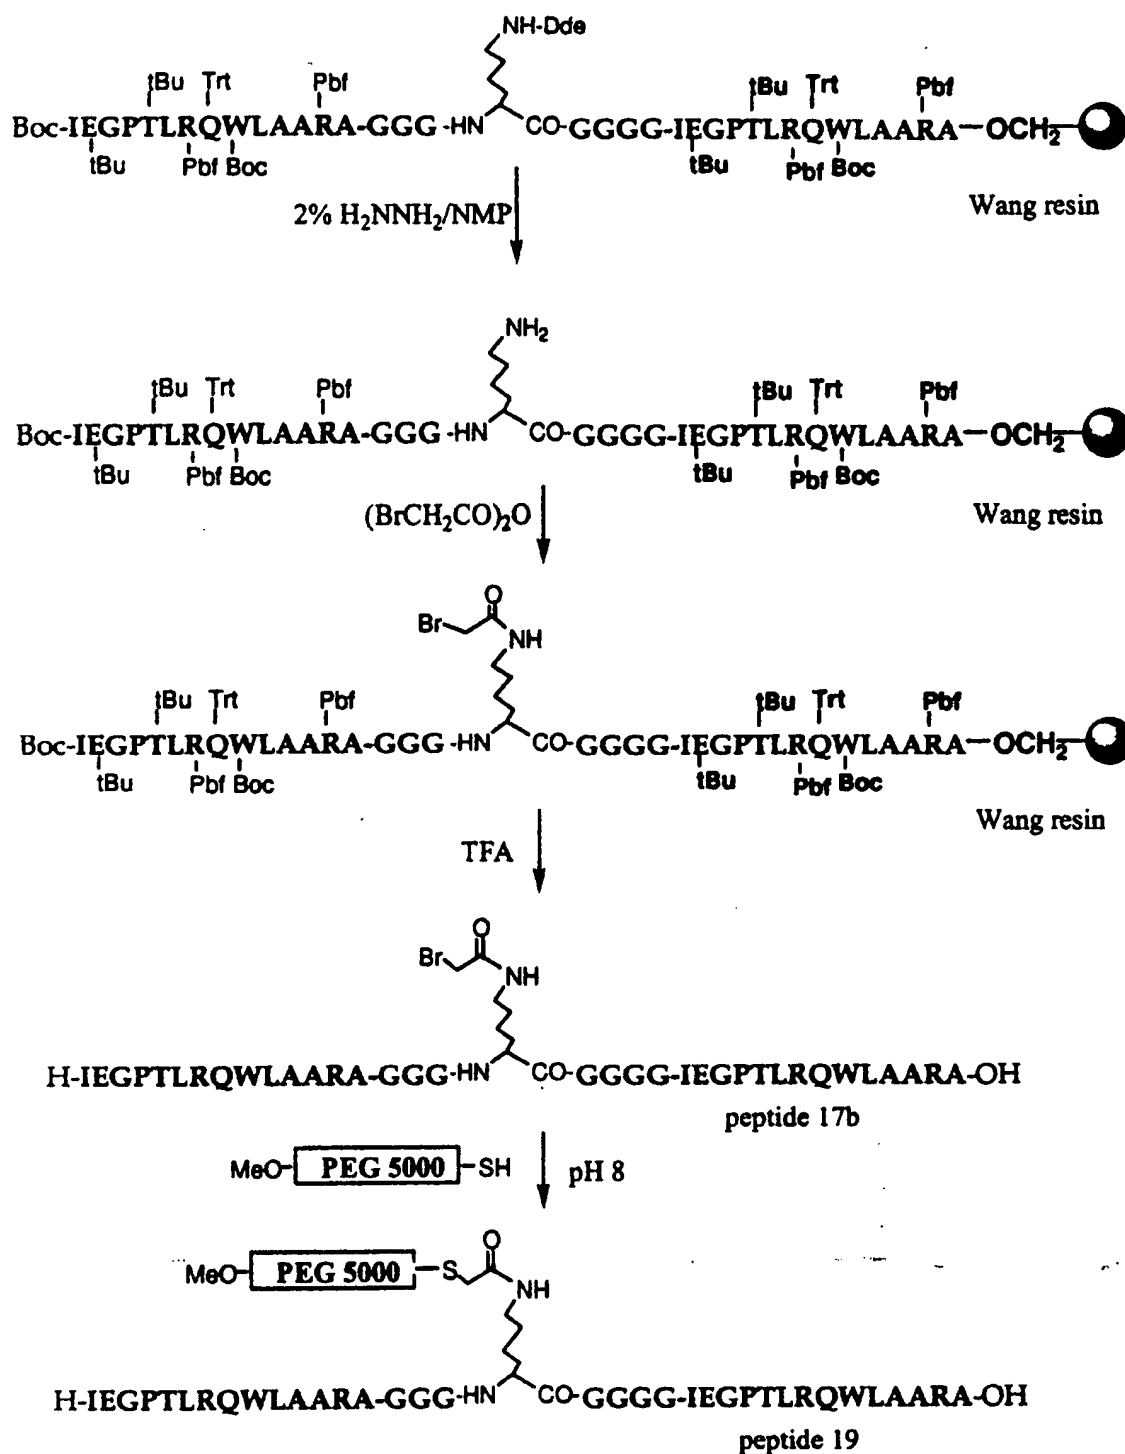 NH-Dde
tBu Trt Pbf tBu Trt Pbf
Boc-IEGPTLRQWLAARA-GGG-HN CO-GGGG-IEGPTLRQWLAARA-OCH2
tBu Pbf Boc tBu Pbf Boc
Wang resin
2% H2NNH2/NMP
NH2
tBu Trt Pbf tBu Trt Pbf
Boc-IEGPTLRQWLAARA-GGG-HN CO-GGGG-IEGPTLRQWLAARA-OCH2
tBu Pbf Boc tBu Pbf Boc
Wang resin
(BrCH2CO)2O
O
Br NH
tBu Trt Pbf tBu Trt Pbf
Boc-IEGPTLRQWLAARA-GGG-HN CO-GGGG-IEGPTLRQWLAARA-OCH2
tBu Pbf Boc tBu Pbf Boc
Wang resin
TFA
O
Br NH
H-IEGPTLRQWLAARA-GGG-HN CO-GGGG-IEGPTLRQWLAARA-OH
peptide 17b
MeO-PEG 5000-SH pH 8
O
MeO-PEG 5000-S NH
H-IEGPTLRQWLAARA-GGG-HN CO-GGGG-IEGPTLRQWLAARA-OH
peptide 19